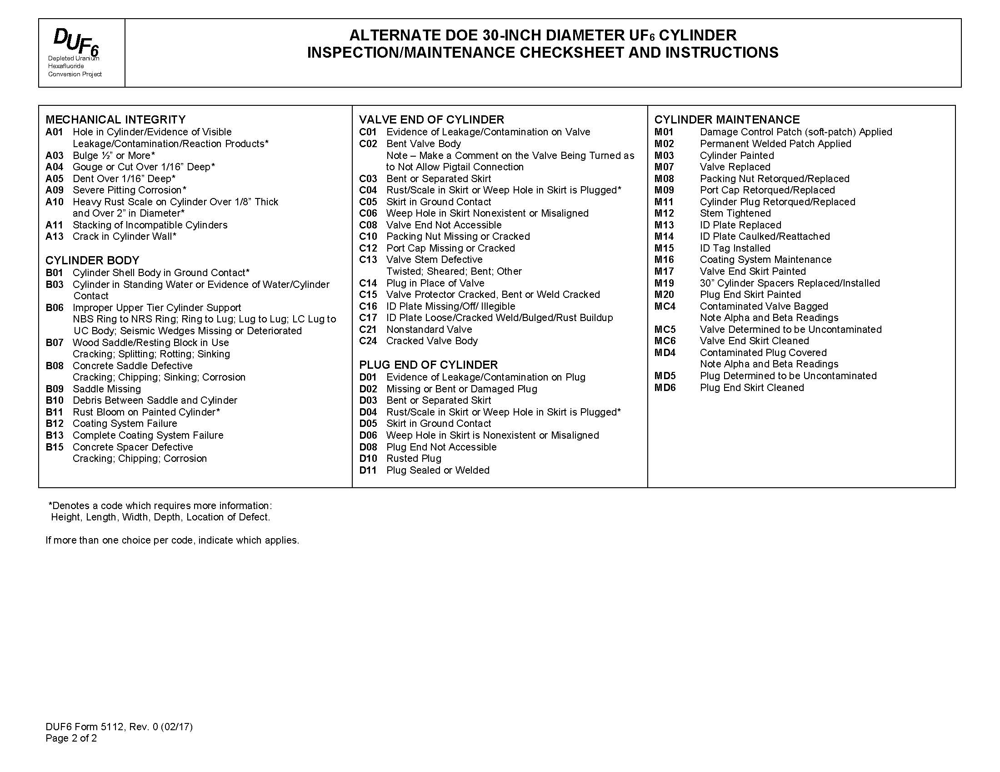 DUF6
Depleted Uranium
Hexafluoride
Conversion Project
ALTERNATE DOE 30-INCH DIAMETER UF6 CYLINDER
INSPECTION/MAINTENANCE CHECKSHEET AND INSTRUCTIONS
MECHANICAL INTEGRITY
A01 Hole in Cylinder/Evidence of Visible
Leakage/Contamination/Reaction Products*
A03 Bulge ½” or More*
A04 Gouge or Cut Over 1/16” Deep*
A05 Dent Over 1/16” Deep*
A09 Severe Pitting Corrosion*
A10 Heavy Rust Scale on Cylinder Over 1/8” Thick
and Over 2” in Diameter*
A11 Stacking of Incompatible Cylinders
A13 Crack in Cylinder Wall*
CYLINDER BODY
B01 Cylinder Shell Body in Ground Contact*
B03 Cylinder in Standing Water or Evidence of Water/Cylinder
Contact
B06 Improper Upper Tier Cylinder Support
NBS Ring to NRS Ring; Ring to Lug; Lug to Lug; LC Lug to
UC Body; Seismic Wedges Missing or Deteriorated
B07 Wood Saddle/Resting Block in Use
Cracking; Splitting; Rotting; Sinking
B08 Concrete Saddle Defective
Cracking; Chipping; Sinking; Corrosion
B09 Saddle Missing
B10 Debris Between Saddle and Cylinder
B11 Rust Bloom on Painted Cylinder*
B12 Coating System Failure
B13 Complete Coating System Failure
B15 Concrete Spacer Defective
Cracking; Chipping; Corrosion
VALVE END OF CYLINDER
C01 Evidence of Leakage/Contamination on Valve
C02 Bent Valve Body
Note – Make a Comment on the Valve Being Turned as
to Not Allow Pigtail Connection
C03 Bent or Separated Skirt
C04 Rust/Scale in Skirt or Weep Hole in Skirt is Plugged*
C05 Skirt in Ground Contact
C06 Weep Hole in Skirt Nonexistent or Misaligned
C08 Valve End Not Accessible
C10 Packing Nut Missing or Cracked
C12 Port Cap Missing or Cracked
C13 Valve Stem Defective
Twisted; Sheared; Bent; Other
C14 Plug in Place of Valve
C15 Valve Protector Cracked, Bent or Weld Cracked
C16 ID Plate Missing/Off/ Illegible
C17 ID Plate Loose/Cracked Weld/Bulged/Rust Buildup
C21 Nonstandard Valve
C24 Cracked Valve Body
PLUG END OF CYLINDER
D01 Evidence of Leakage/Contamination on Plug
D02 Missing or Bent or Damaged Plug
D03 Bent or Separated Skirt
D04 Rust/Scale in Skirt or Weep Hole in Skirt is Plugged*
D05 Skirt in Ground Contact
D06 Weep Hole in Skirt is Nonexistent or Misaligned
D08 Plug End Not Accessible
D10 Rusted Plug
D11 Plug Sealed or Welded
CYLINDER MAINTENANCE
M01 Damage Control Patch (soft-patch) Applied
M02 Permanent Welded Patch Applied
M03 Cylinder Painted
M07 Valve Replaced
M08 Packing Nut Retorqued/Replaced
M09 Port Cap Retorqued/Replaced
M11 Cylinder Plug Retorqued/Replaced
M12 Stem Tightened
M13 ID Plate Replaced
M14 ID Plate Caulked/Reattached
M15 ID Tag Installed
M16 Coating System Maintenance
M17 Valve End Skirt Painted
M19 30” Cylinder Spacers Replaced/Installed
M20 Plug End Skirt Painted
MC4 Contaminated Valve Bagged
Note Alpha and Beta Readings
MC5 Valve Determined to be Uncontaminated
MC6 Valve End Skirt Cleaned
MD4 Contaminated Plug Covered
Note Alpha and Beta Readings
MD5 Plug Determined to be Uncontaminated
MD6 Plug End Skirt Cleaned
*Denotes a code which requires more information:
Height, Length, Width, Depth, Location of Defect.
If more than one choice per code, indicate which applies.
DUF6 Form 5112, Rev. 0 (02/17)
Page 2 of 2